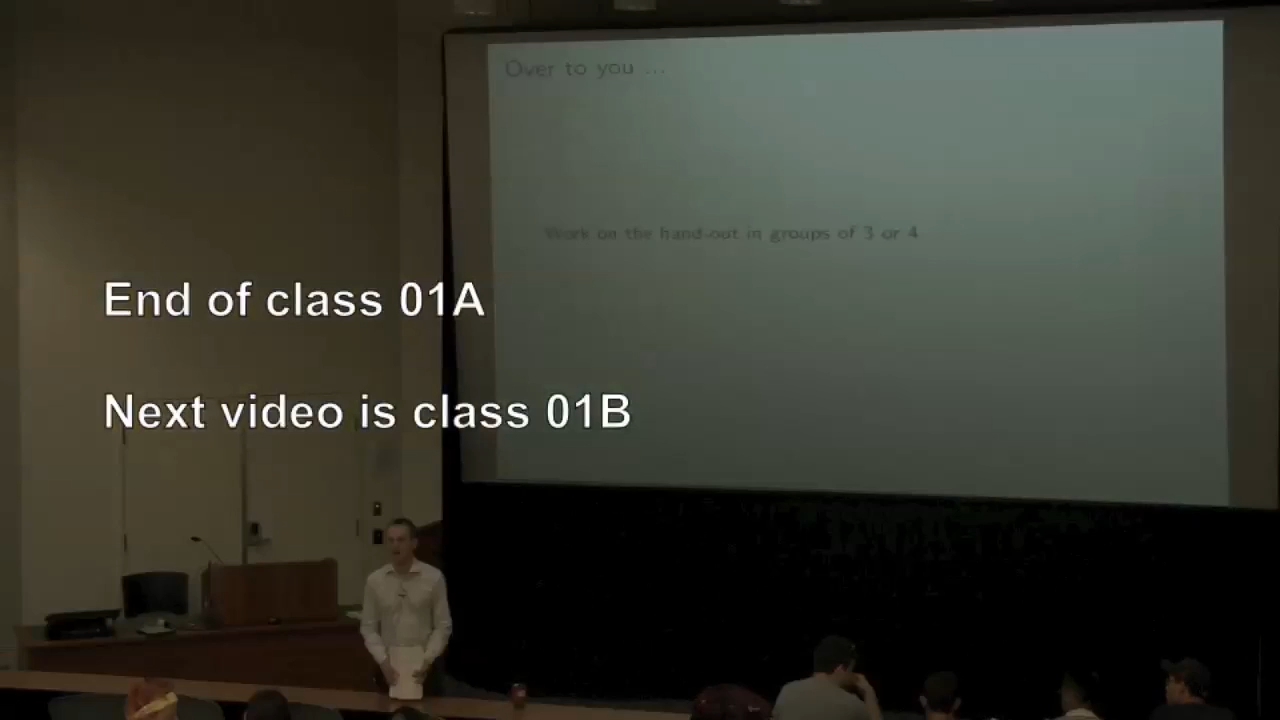 Over to you ...
Work on the hand-out in groups of 3 or 4
End of class 01A
Next video is class 01B